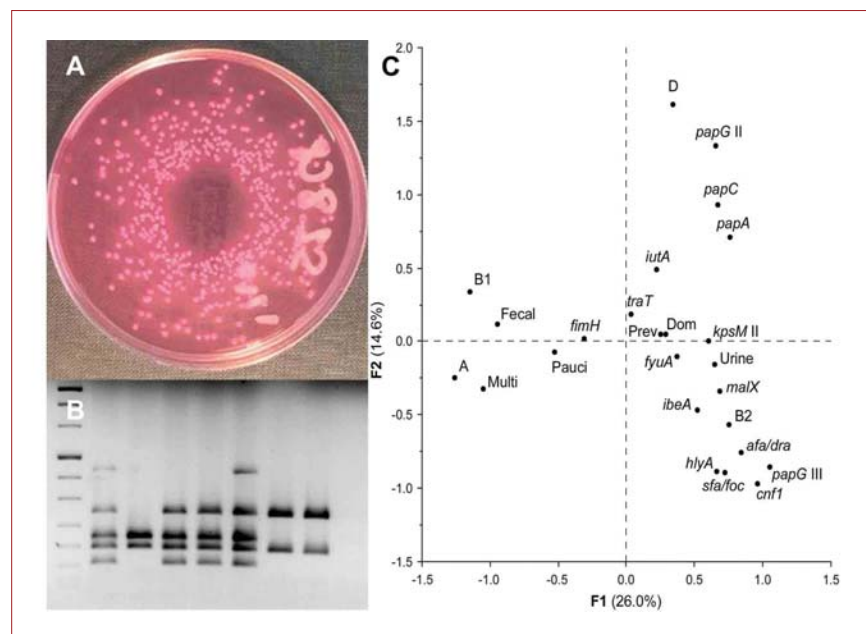 A
C
2.0
D
papG II
1.5
papC
1.0
papA
iutA
0.5
B1
Fecal
traT
fimH
Prev
Dom
kpsM II
0.0
F2 (14.6%)
Pauci
fyuA
Urine
A
Multi
malX
ibeA
-0.5
B2
afa/dra
hlyA
papG III
sfa/foc
cnf1
-1.0
-1.5
-1.5
-1.0
-0.5
0.0
0.5
1.0
1.5
F1 (26.0%)
B